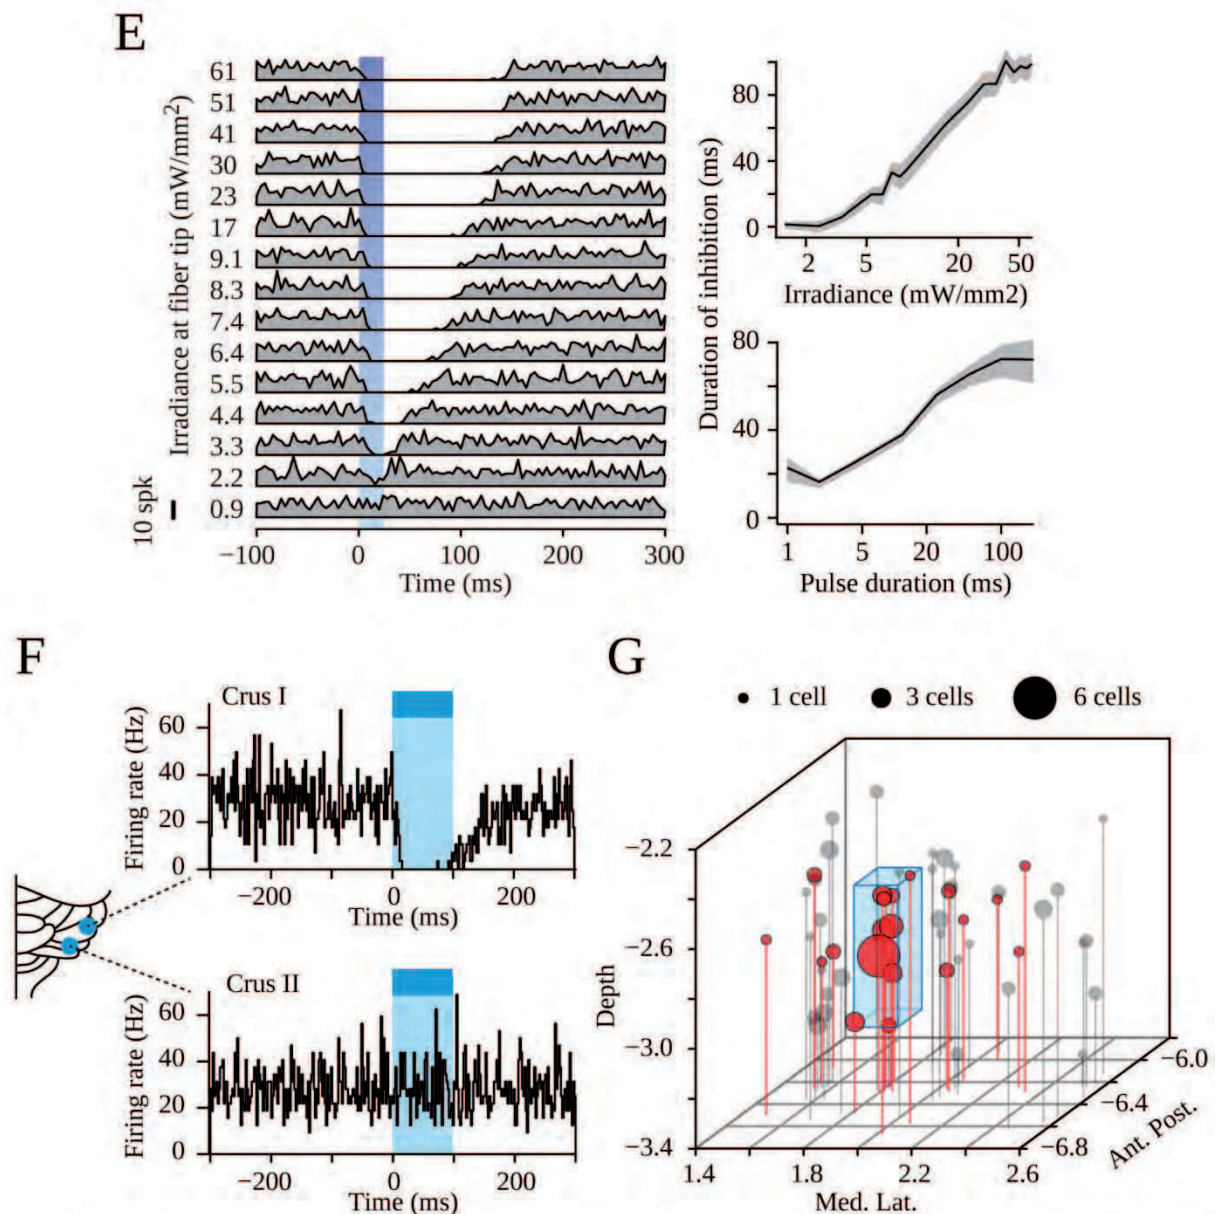 E
Irradiance at fiber tip (mW/mm²)
61
51
41
30
23
17
9.1
8.3
7.4
6.4
5.5
4.4
3.3
2.2
0.9
10 spk
−100 0 100 200 300
Time (ms)
Duration of inhibition (ms)
80
40
0
2 5 20 50
Irradiance (mW/mm2)
80
40
0
1 5 20 100
Pulse duration (ms)
F
Crus I
Firing rate (Hz)
60
40
20
0
−200 0 200
Time (ms)
Crus II
Firing rate (Hz)
60
40
20
0
−200 0 200
Time (ms)
G
1 cell 3 cells 6 cells
Depth
−2.2
−2.6
−3.0
−3.4
1.4 1.8 2.2 2.6
Med. Lat.
−6.0
−6.4
−6.8
Ant. Post.